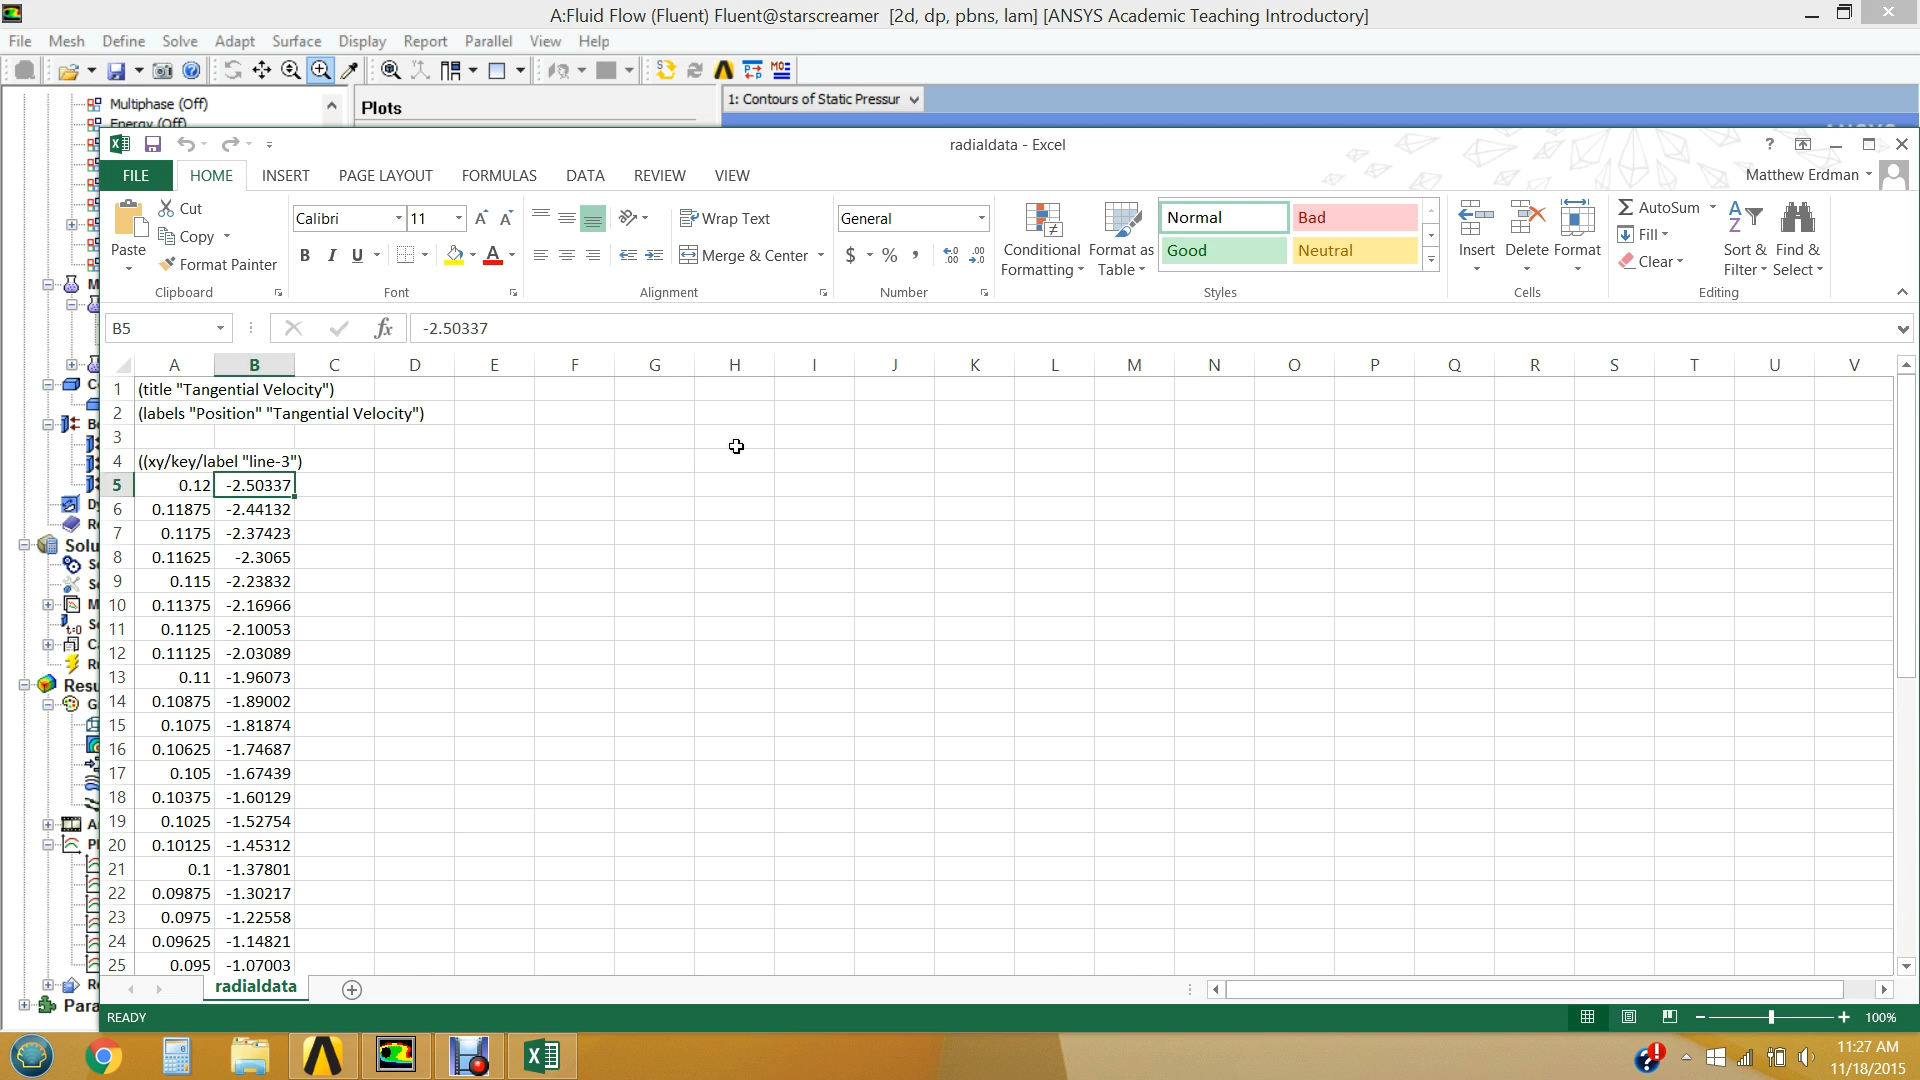 A:Fluid Flow (Fluent) Fluent@starscreamer [2d, dp, pbns, lam] [ANSYS Academic Teaching Introductory]
File Mesh Define Solve Adapt Surface Display Report Parallel View Help
Multiphase (Off)
Energy (Off)
Plots
1: Contours of Static Pressur
radialdata - Excel
FILE HOME INSERT PAGE LAYOUT FORMULAS DATA REVIEW VIEW
Matthew Erdman
Paste
Cut
Copy
Format Painter
Clipboard
Calibri 11
B I U
Font
Wrap Text
Merge & Center
Alignment
General
$ % ,
Number
Conditional Formatting
Format as Table
Normal Bad
Good Neutral
Styles
Insert Delete Format
Cells
AutoSum
Fill
Clear
Sort & Filter
Find & Select
Editing
B5 fx -2.50337
A B C D E F G H I J K L M N O P Q R S T U V
1 (title "Tangential Velocity")
2 (labels "Position" "Tangential Velocity")
3
4 ((xy/key/label "line-3")
5 0.12 -2.50337
6 0.11875 -2.44132
7 0.1175 -2.37423
8 0.11625 -2.3065
9 0.115 -2.23832
10 0.11375 -2.16966
11 0.1125 -2.10053
12 0.11125 -2.03089
13 0.11 -1.96073
14 0.10875 -1.89002
15 0.1075 -1.81874
16 0.10625 -1.74687
17 0.105 -1.67439
18 0.10375 -1.60129
19 0.1025 -1.52754
20 0.10125 -1.45312
21 0.1 -1.37801
22 0.09875 -1.30217
23 0.0975 -1.22558
24 0.09625 -1.14821
25 0.095 -1.07003
Solu
Resu
Para
radialdata
READY
100%
11:27 AM
11/18/2015